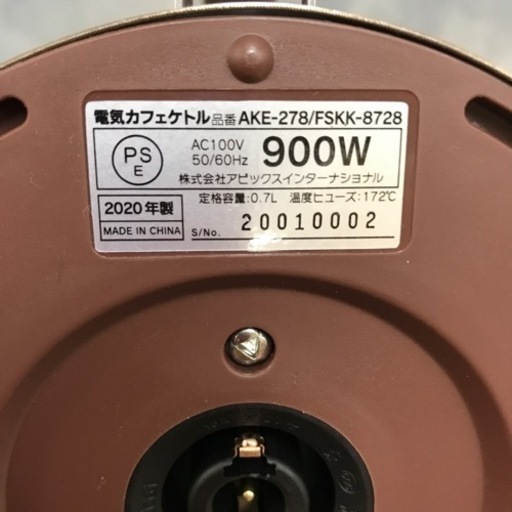 電気カフェケトル品番 AKE-278/FSKK-8728
PS
E
AC100V
50/60Hz
900W
株式会社アピックスインターナショナル
2020年製
MADE IN CHINA
定格容量:0.7L 温度ヒューズ:172℃
S/No. 20010002